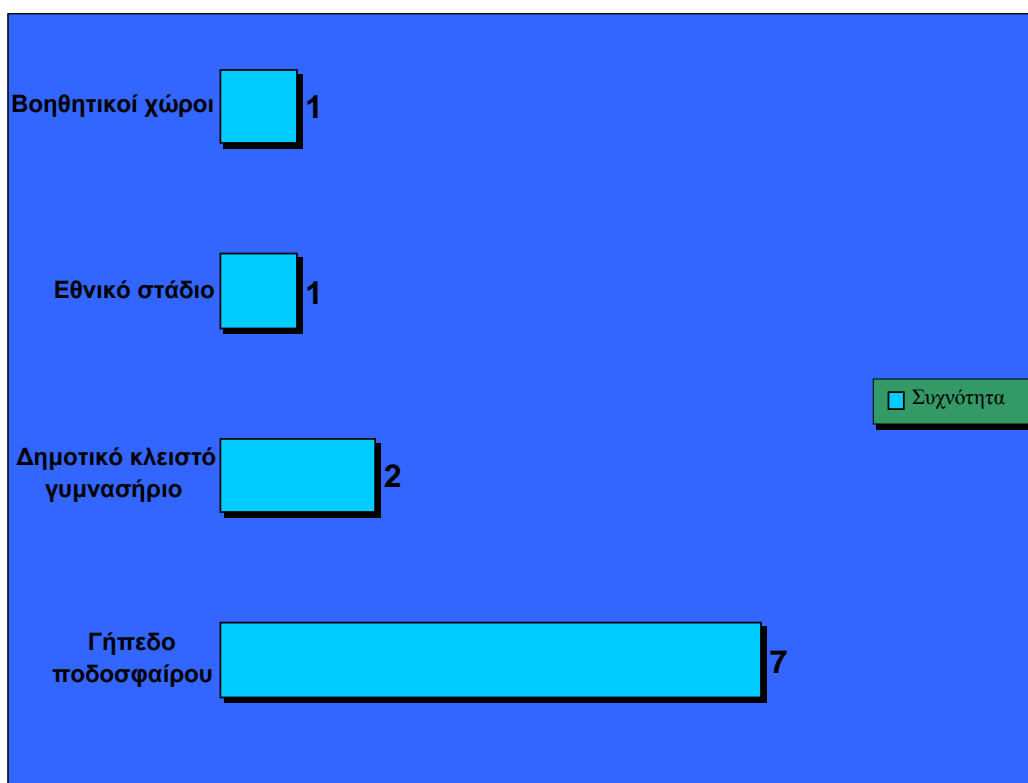 Βοηθητικοί χώροι
1
Εθνικό στάδιο
1
Συχνότητα
Δημοτικό κλειστό
γυμνασήριο
2
Γήπεδο
ποδοσφαίρου
7